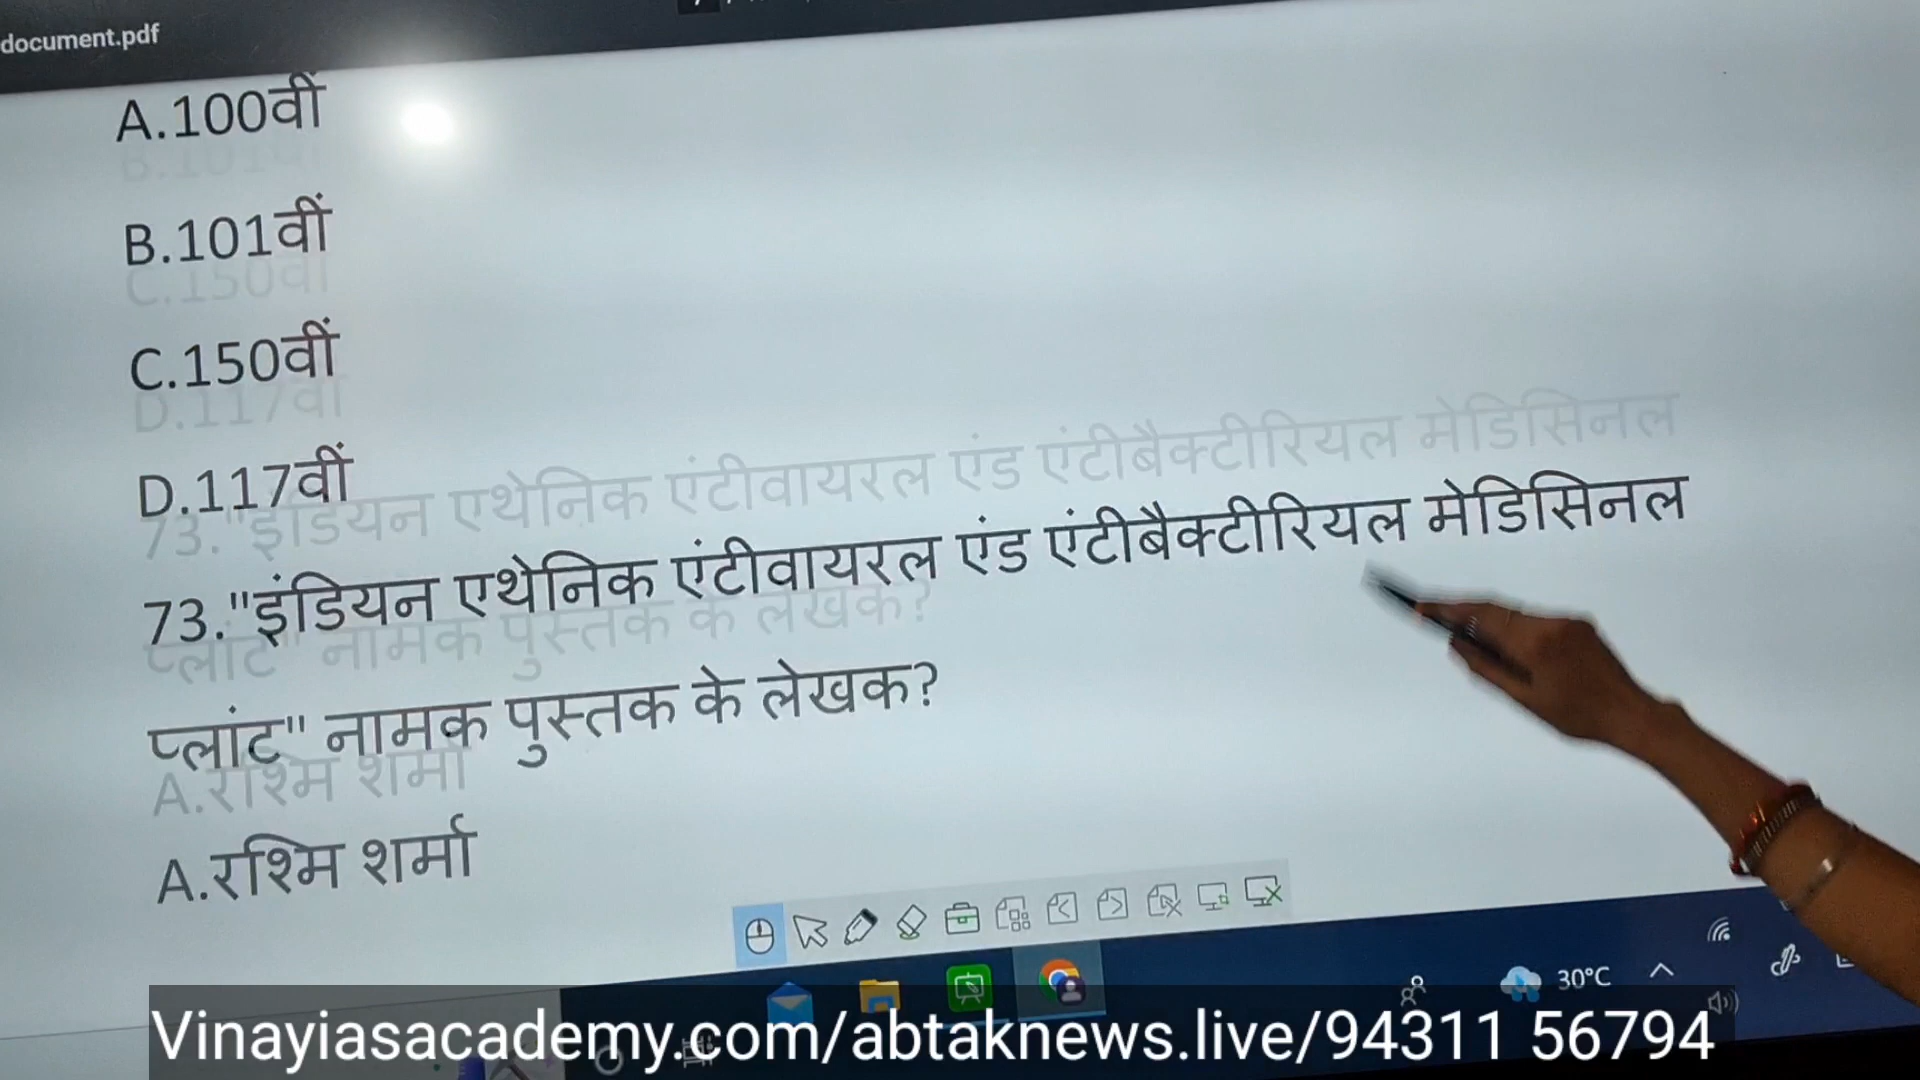 document.pdf
A.100वीं
B.101वीं
C.150वीं
D.117वीं
73."इंडियन एथेनिक एंटीवायरल एंड एंटीबैक्टीरियल मेडिसिनल
प्लांट" नामक पुस्तक के लेखक?
A.रश्मि शर्मा
30°C
Vinayiasacademy.com/abtaknews.live/94311 56794